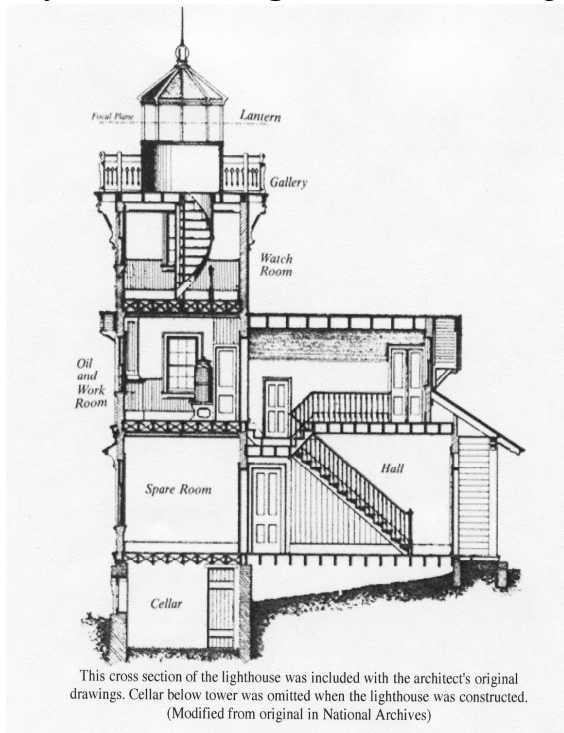 Focal Plane
Lantern
Gallery
Watch
Room
Oil
and
Work
Room
Hall
Spare Room
Cellar
This cross section of the lighthouse was included with the architect's original
drawings. Cellar below tower was omitted when the lighthouse was constructed.
(Modified from original in National Archives)